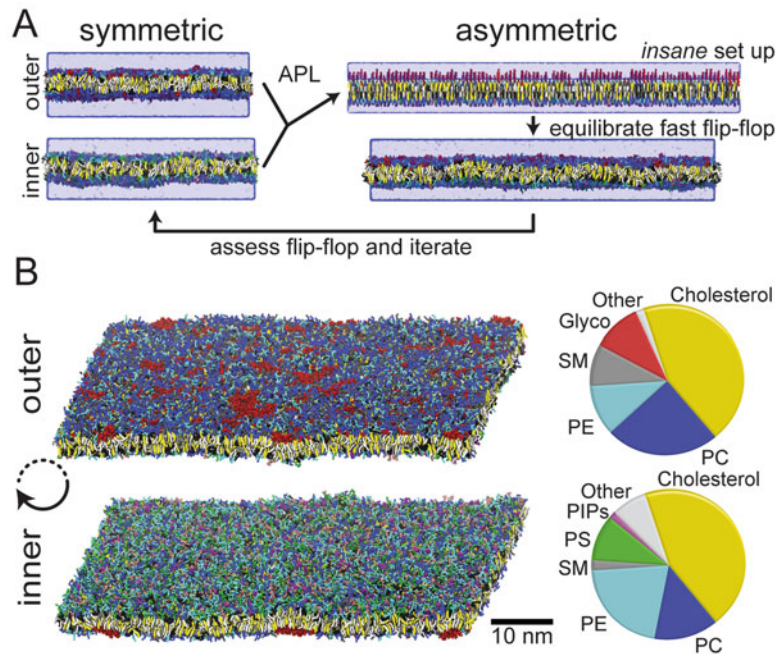 A
symmetric
asymmetric
insane set up
outer
APL
equilibrate fast flip-flop
inner
assess flip-flop and iterate
B
outer
Other
Cholesterol
Glyco
SM
PE
PC
inner
Other
Cholesterol
PIPs
PS
SM
PE
PC
10 nm